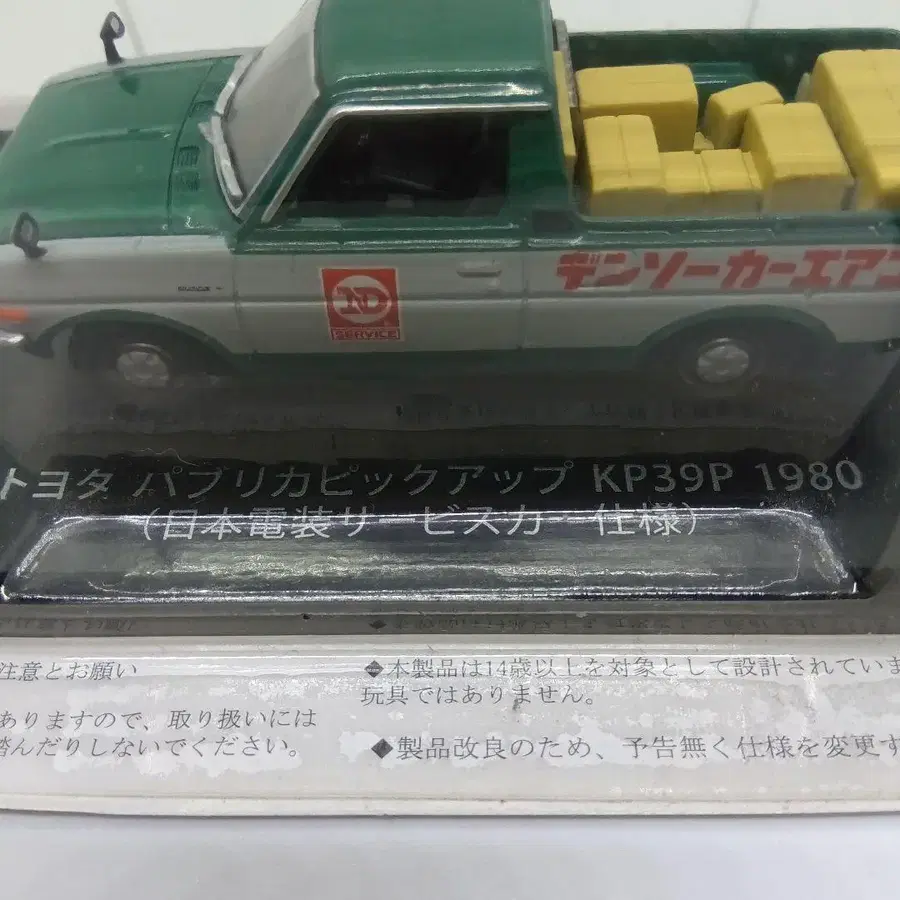 ND
SERVICE
デンソーカーエアコ
トヨタ パブリカピックアップ KP39P 1980
(日本電装サービスカー仕様)
注意とお願い
ありますので、取り扱いには
踏んだりしないでください。
◆本製品は14歳以上を対象として設計されていま
玩具ではありません。
◆製品改良のため、予告無く仕様を変更す